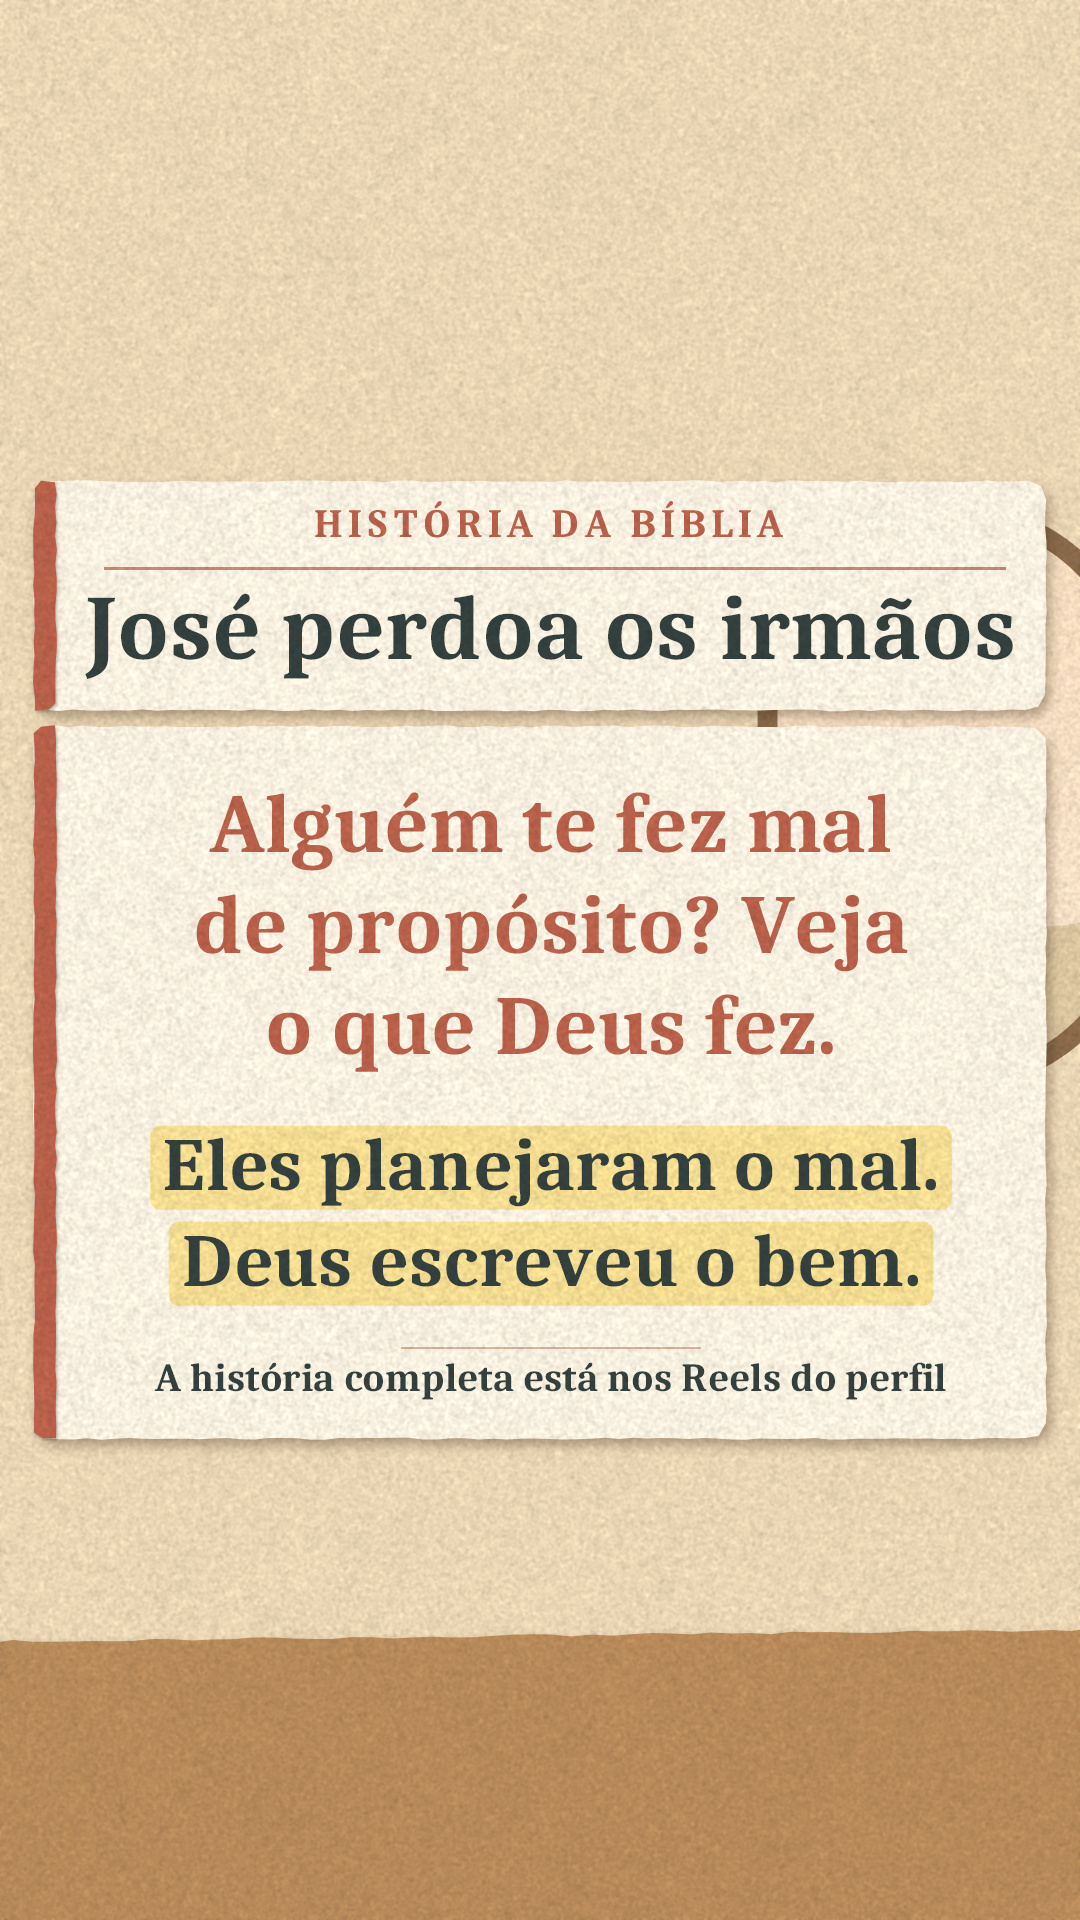 HISTÓRIA DA BÍBLIA
José perdoa os irmãos
Alguém te fez mal
de propósito? Veja
o que Deus fez.
Eles planejaram o mal.
Deus escreveu o bem.
A história completa está nos Reels do perfil